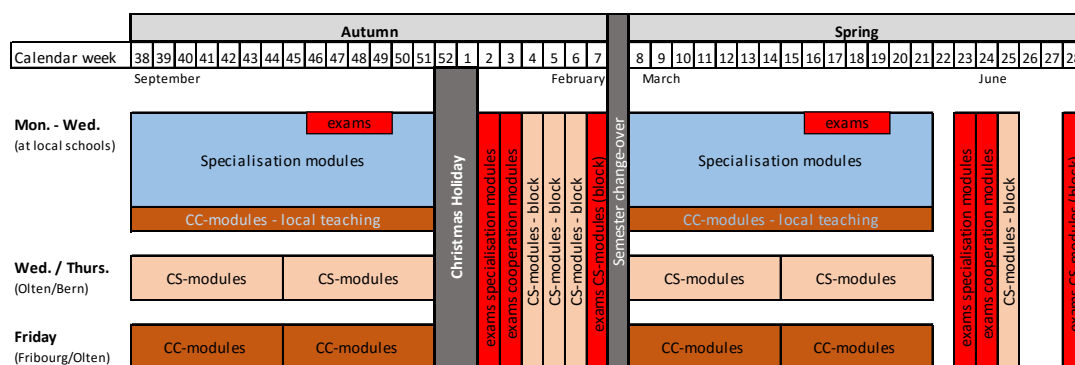 Autumn Spring
Calendar week 38 39 40 41 42 43 44 45 46 47 48 49 50 51 52 1 2 3 4 5 6 7 8 9 10 11 12 13 14 15 16 17 18 19 20 21 22 23 24 25 26 27 28
September February March June
Mon. - Wed.
(at local schools)
exams
Specialisation modules
CC-modules - local teaching
Wed. / Thurs.
(Olten/Bern)
CS-modules CS-modules
Friday
(Fribourg/Olten)
CC-modules CC-modules
Christmas Holiday
exams specialisation modules
exams cooperation modules
CS-modules - block
CS-modules - block
CS-modules - block
exams CS-modules (block)
Semester change-over
exams
Specialisation modules
CC-modules - local teaching
CS-modules CS-modules
CC-modules CC-modules
exams specialisation modules
exams cooperation modules
CS-modules - block
exams CS-modules (block)